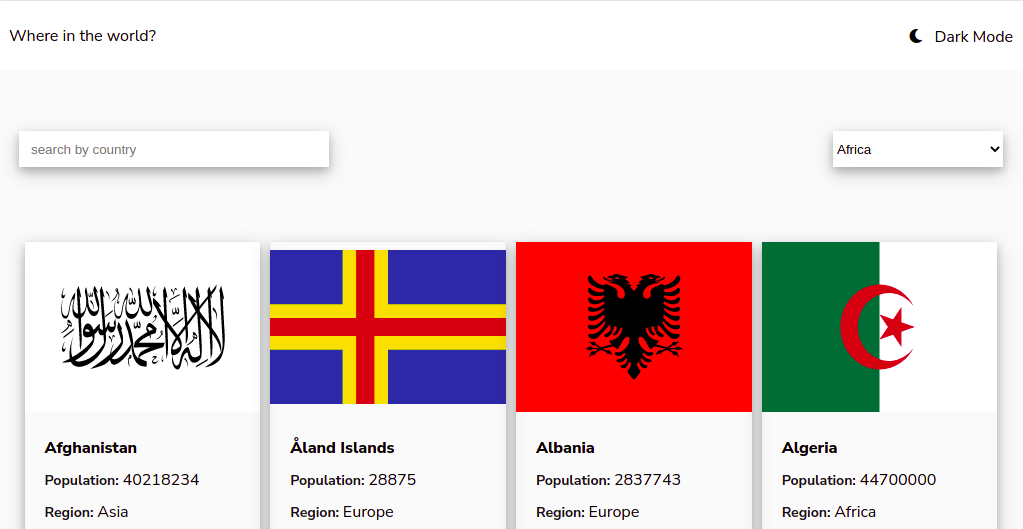 Where in the world?
Dark Mode
search by country
Africa
لا إله إلا الله محمد رسول الله
Afghanistan
Åland Islands
Albania
Algeria
Population: 40218234
Population: 28875
Population: 2837743
Population: 44700000
Region: Asia
Region: Europe
Region: Europe
Region: Africa